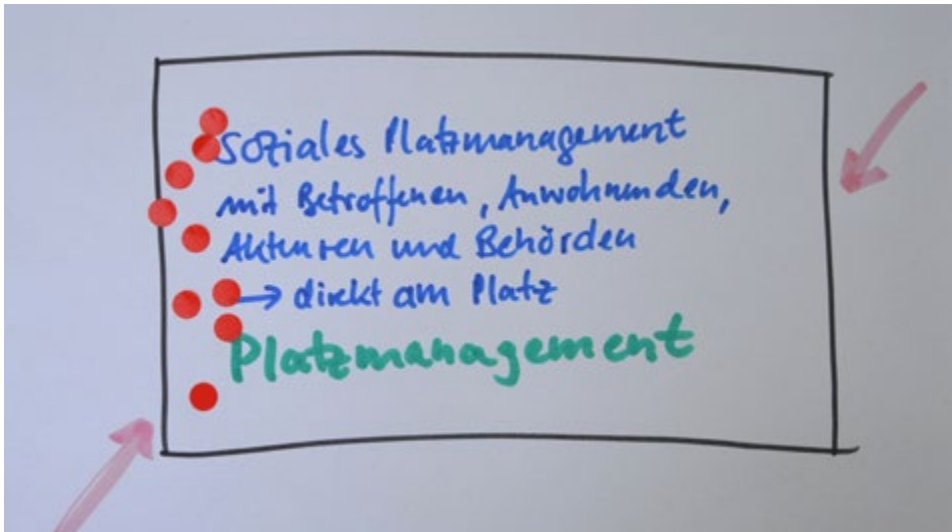 Soziales Platzmanagement
mit Betroffenen, Anwohnenden,
Akteuren und Behörden
→ direkt am Platz
Platzmanagement